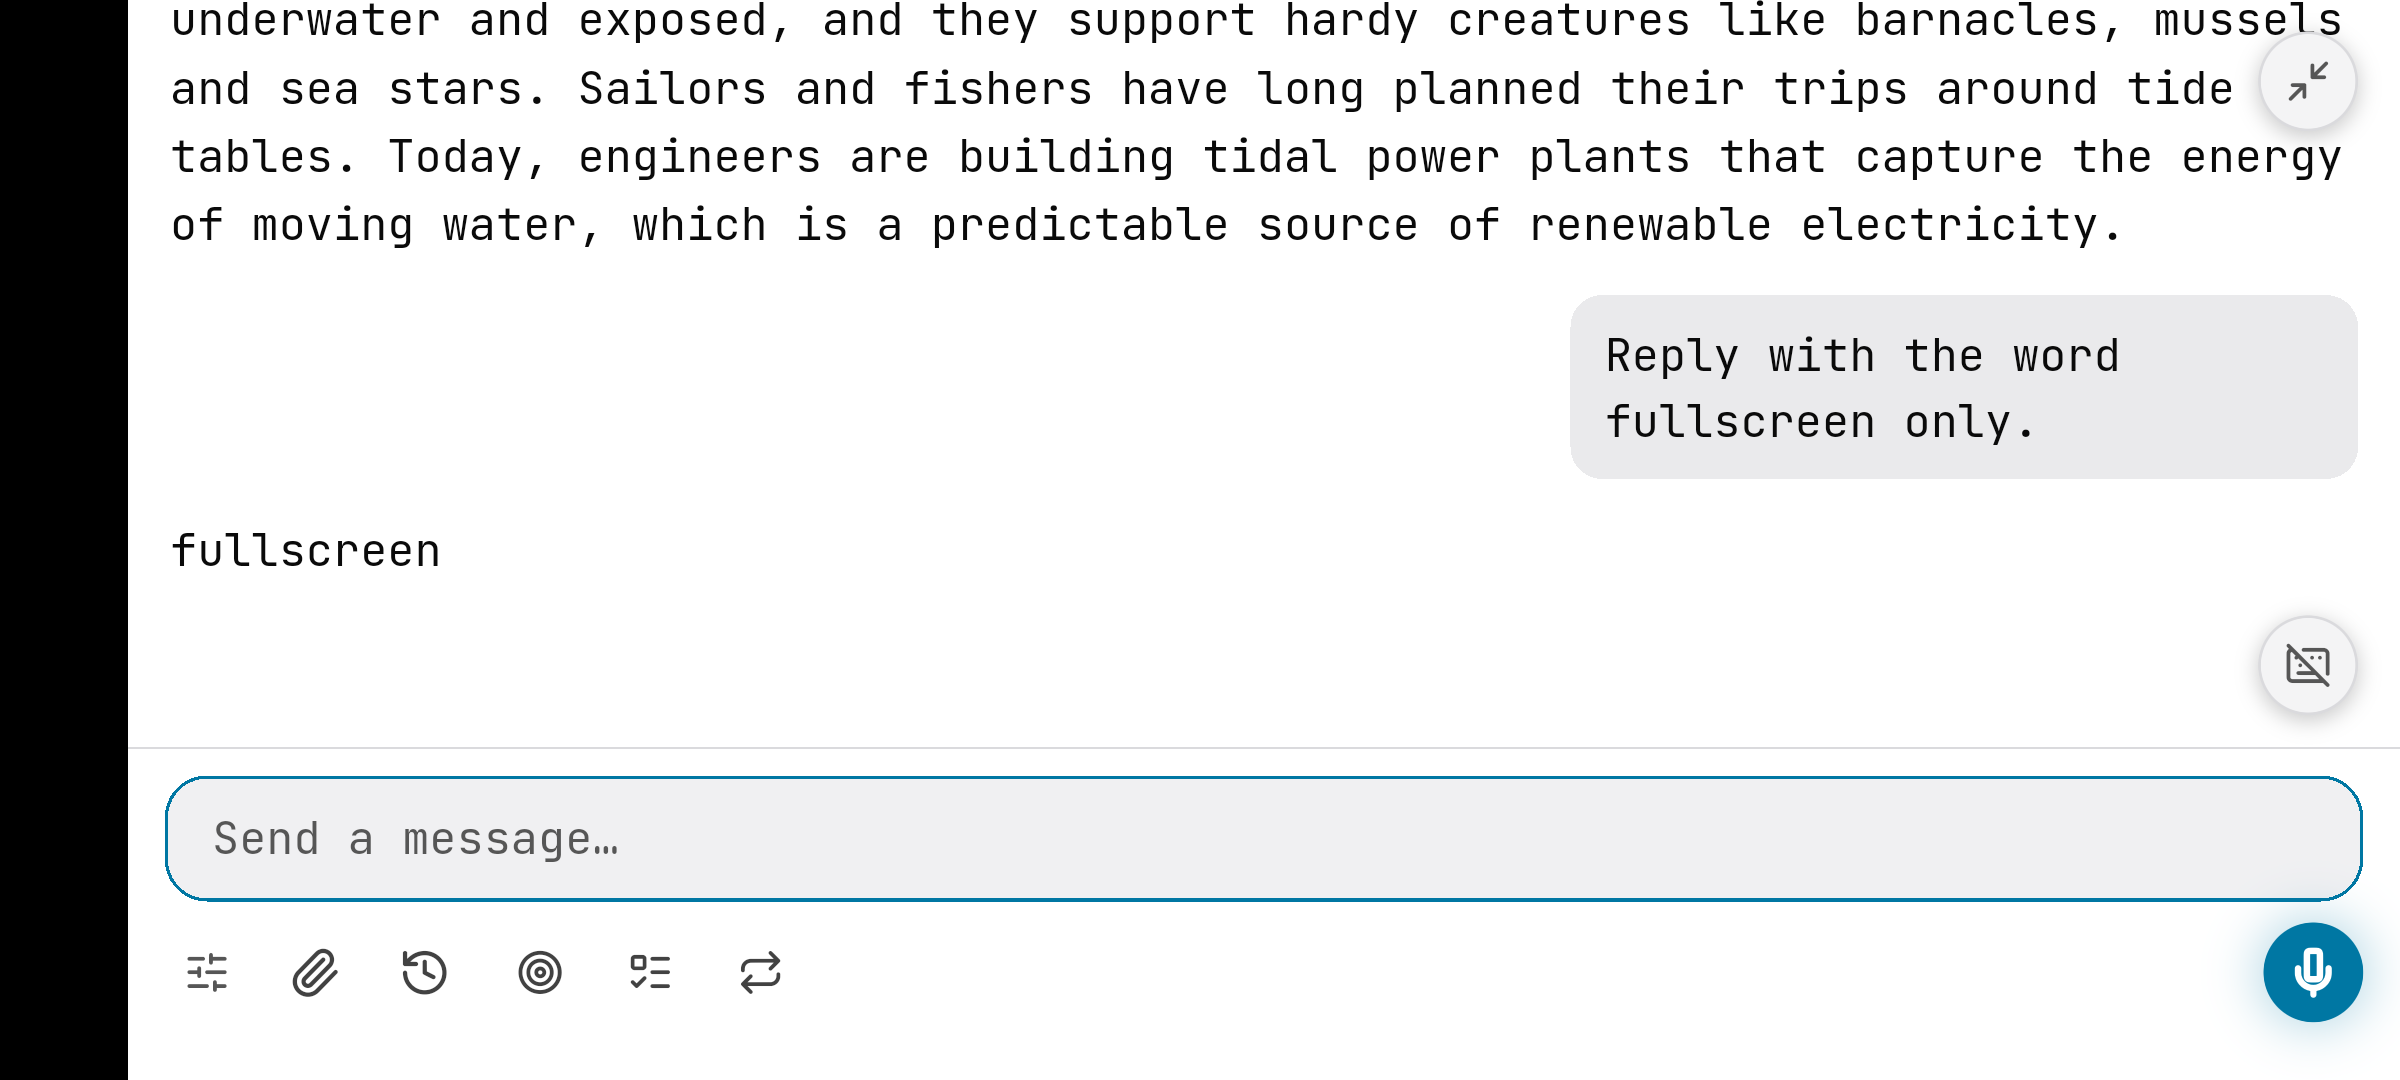 underwater and exposed, and they support hardy creatures like barnacles, mussels
and sea stars. Sailors and fishers have long planned their trips around tide
tables. Today, engineers are building tidal power plants that capture the energy
of moving water, which is a predictable source of renewable electricity.
Reply with the word
fullscreen only.
fullscreen
Send a message…